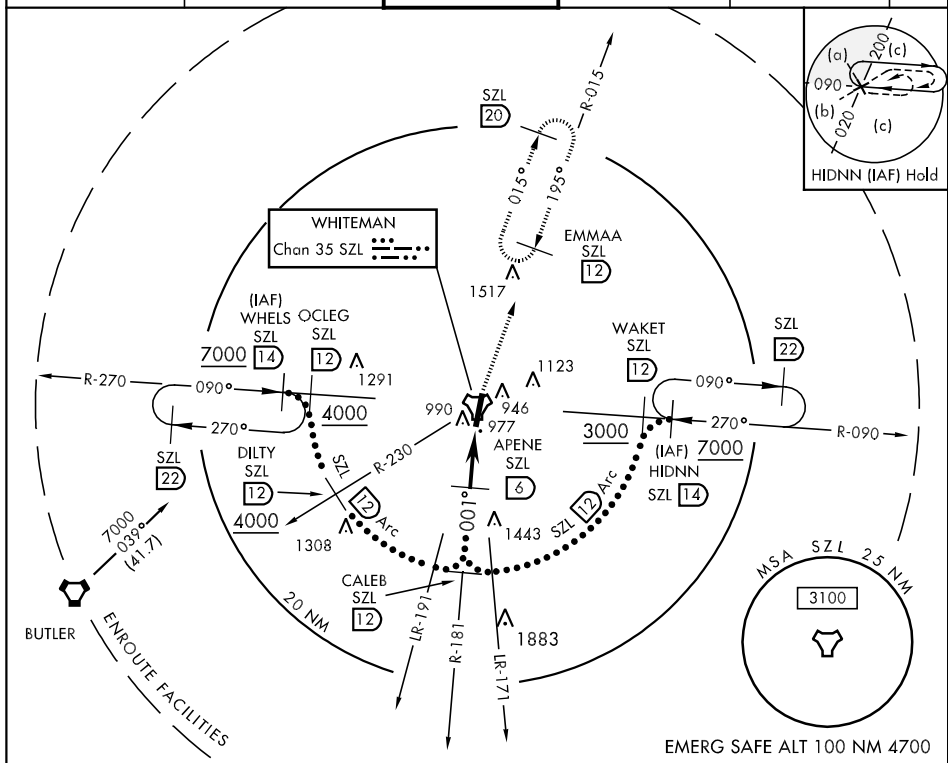 (a)
(c)
200
090
(b)
020
(c)
HIDNN (IAF) Hold
R-015
SZL
20
015°
195°
WHITEMAN
Chan 35 SZL
EMMAA
SZL
12
1517
(IAF)
WHELS
SZL
14
7000
OCLEG
SZL
12
1291
WAKET
SZL
12
SZL
22
1123
R-270
090°
090°
4000
990
946
977
3000
270°
270°
7000
R-090
SZL
22
DILTY
SZL
12
4000
SZL
12
Arc
R-230
APENE
SZL
6
(IAF)
HIDNN
SZL
14
001°
SZL
12
Arc
1308
1443
7000
039°
(41.7)
BUTLER
CALEB
SZL
12
20 NM
LR-191
R-181
LR-171
1883
ENROUTE FACILITIES
MSA SZL 25 NM
3100
EMERG SAFE ALT 100 NM 4700